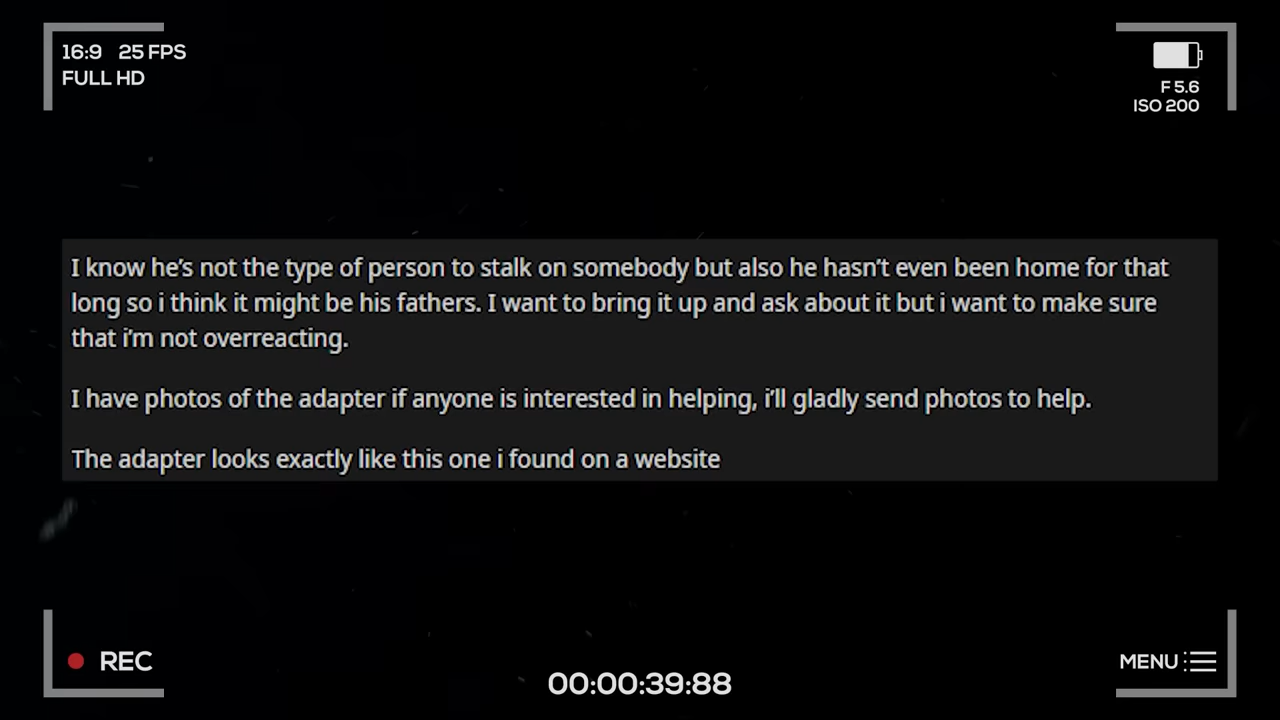 16:9 25 FPS
FULL HD
F 5.6
ISO 200
I know he's not the type of person to stalk on somebody but also he hasn't even been home for that
long so i think it might be his fathers. I want to bring it up and ask about it but i want to make sure
that i'm not overreacting.
I have photos of the adapter if anyone is interested in helping, i'll gladly send photos to help.
The adapter looks exactly like this one i found on a website
REC
00:00:39:88
MENU